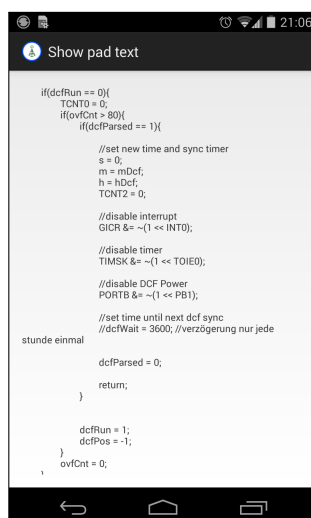 21:06
Show pad text
if(dcfRun == 0){
TCNT0 = 0;
if(ovfCnt > 80){
if(dcfParsed == 1){
//set new time and sync timer
s = 0;
m = mDcf;
h = hDcf;
TCNT2 = 0;
//disable interrupt
GICR &= ~(1 << INT0);
//disable timer
TIMSK &= ~(1 << TOIE0);
//disable DCF Power
PORTB &= ~(1 << PB1);
//set time until next dcf sync
//dcfWait = 3600; //verzögerung nur jede
stunde einmal
dcfParsed = 0;
return;
}
dcfRun = 1;
dcfPos = -1;
}
ovfCnt = 0;
}